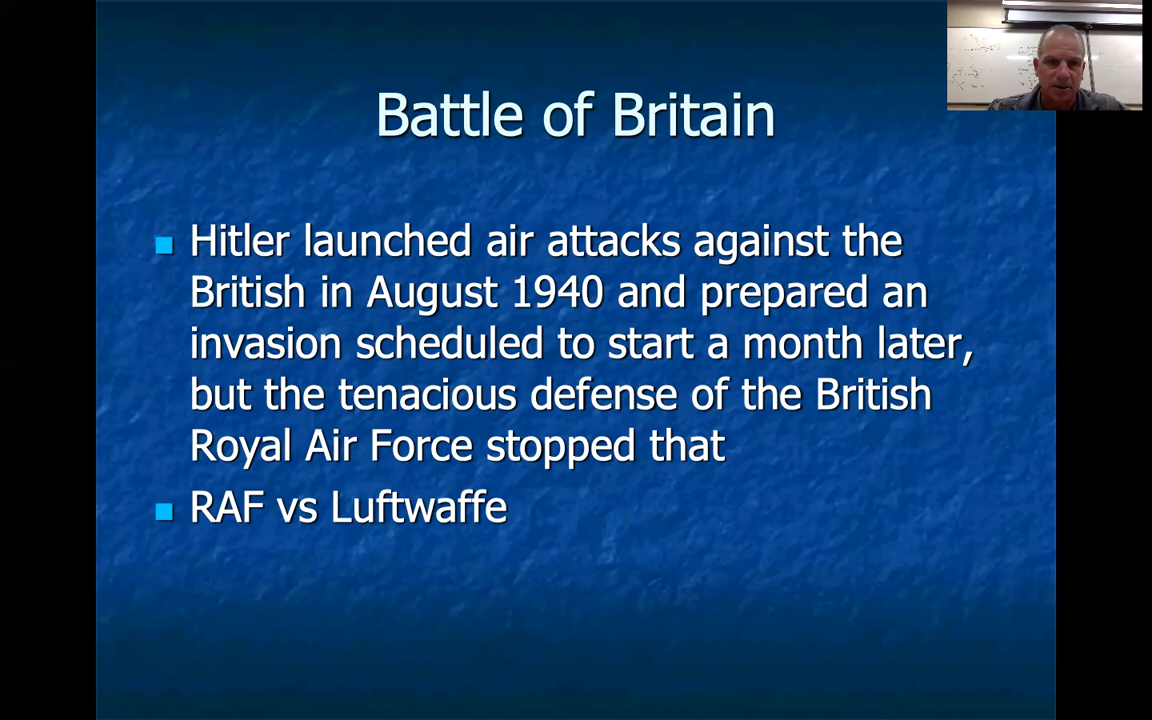 Battle of Britain
Hitler launched air attacks against the
British in August 1940 and prepared an
invasion scheduled to start a month later,
but the tenacious defense of the British
Royal Air Force stopped that
RAF vs Luftwaffe